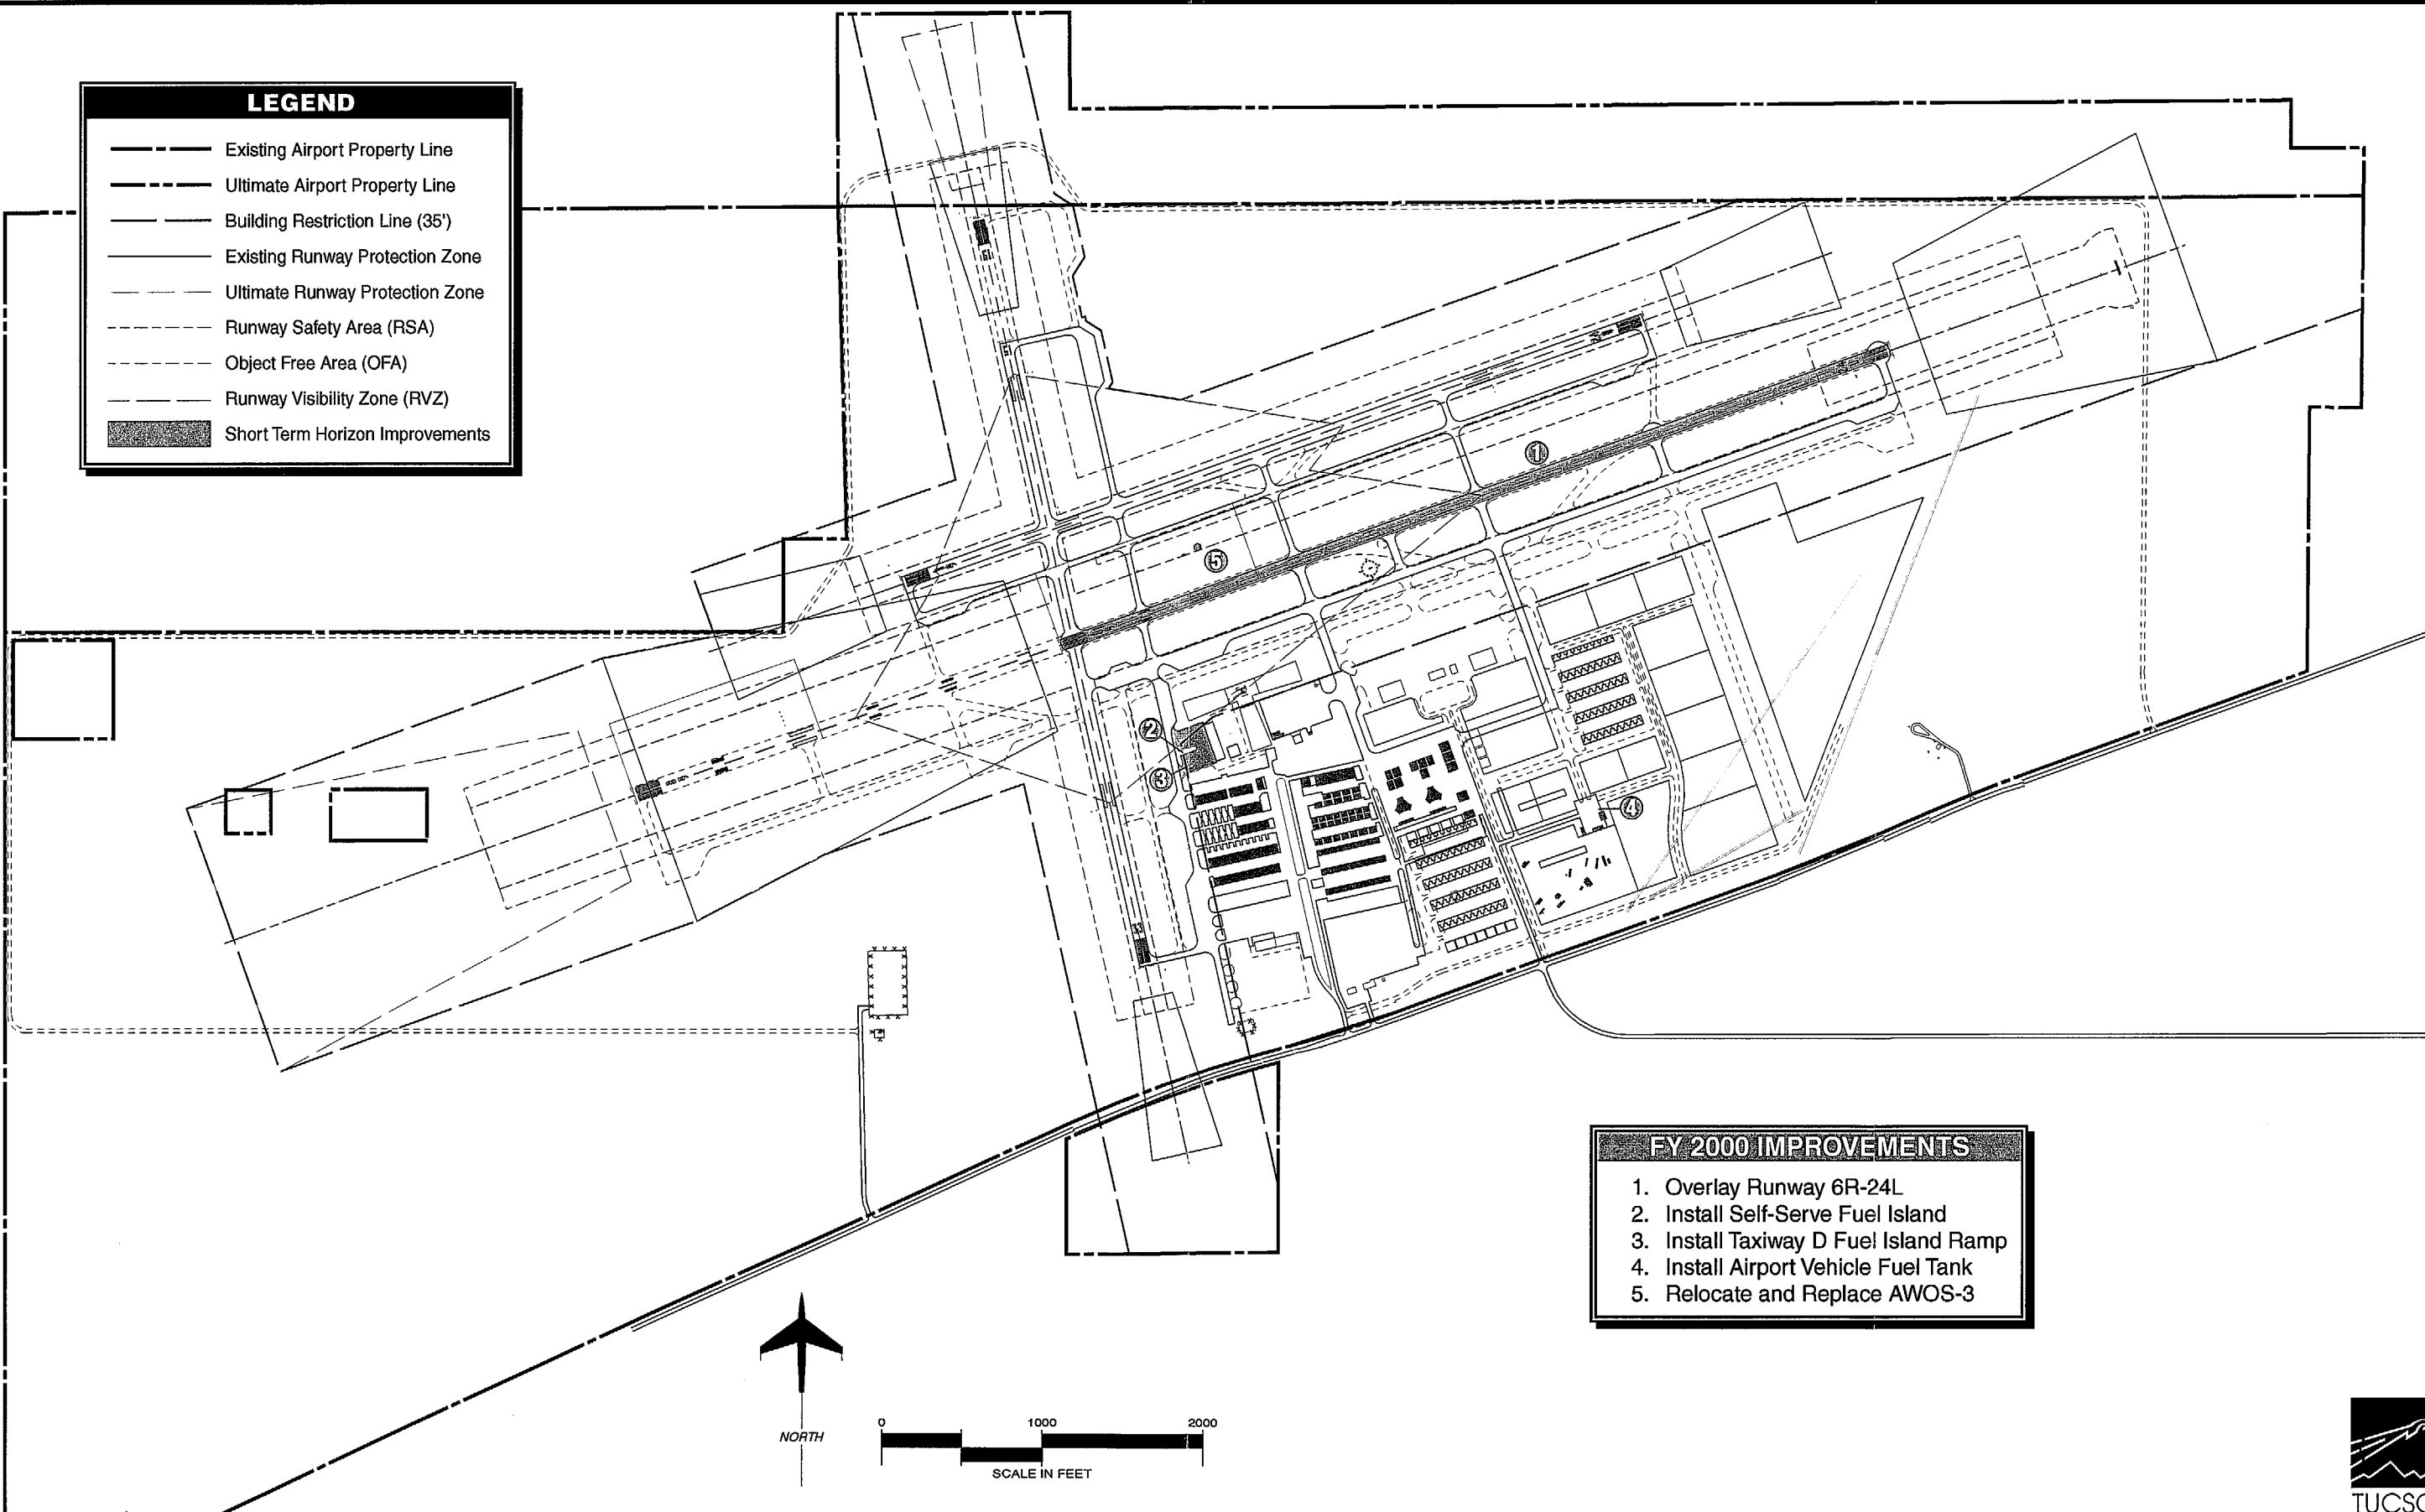 LEGEND
Existing Airport Property Line
Ultimate Airport Property Line
Building Restriction Line (35')
Existing Runway Protection Zone
Ultimate Runway Protection Zone
Runway Safety Area (RSA)
Object Free Area (OFA)
Runway Visibility Zone (RVZ)
Short Term Horizon Improvements
1
5
2
3
4
33
FY 2000 IMPROVEMENTS
1. Overlay Runway 6R-24L
2. Install Self-Serve Fuel Island
3. Install Taxiway D Fuel Island Ramp
4. Install Airport Vehicle Fuel Tank
5. Relocate and Replace AWOS-3
NORTH
0 1000 2000
SCALE IN FEET